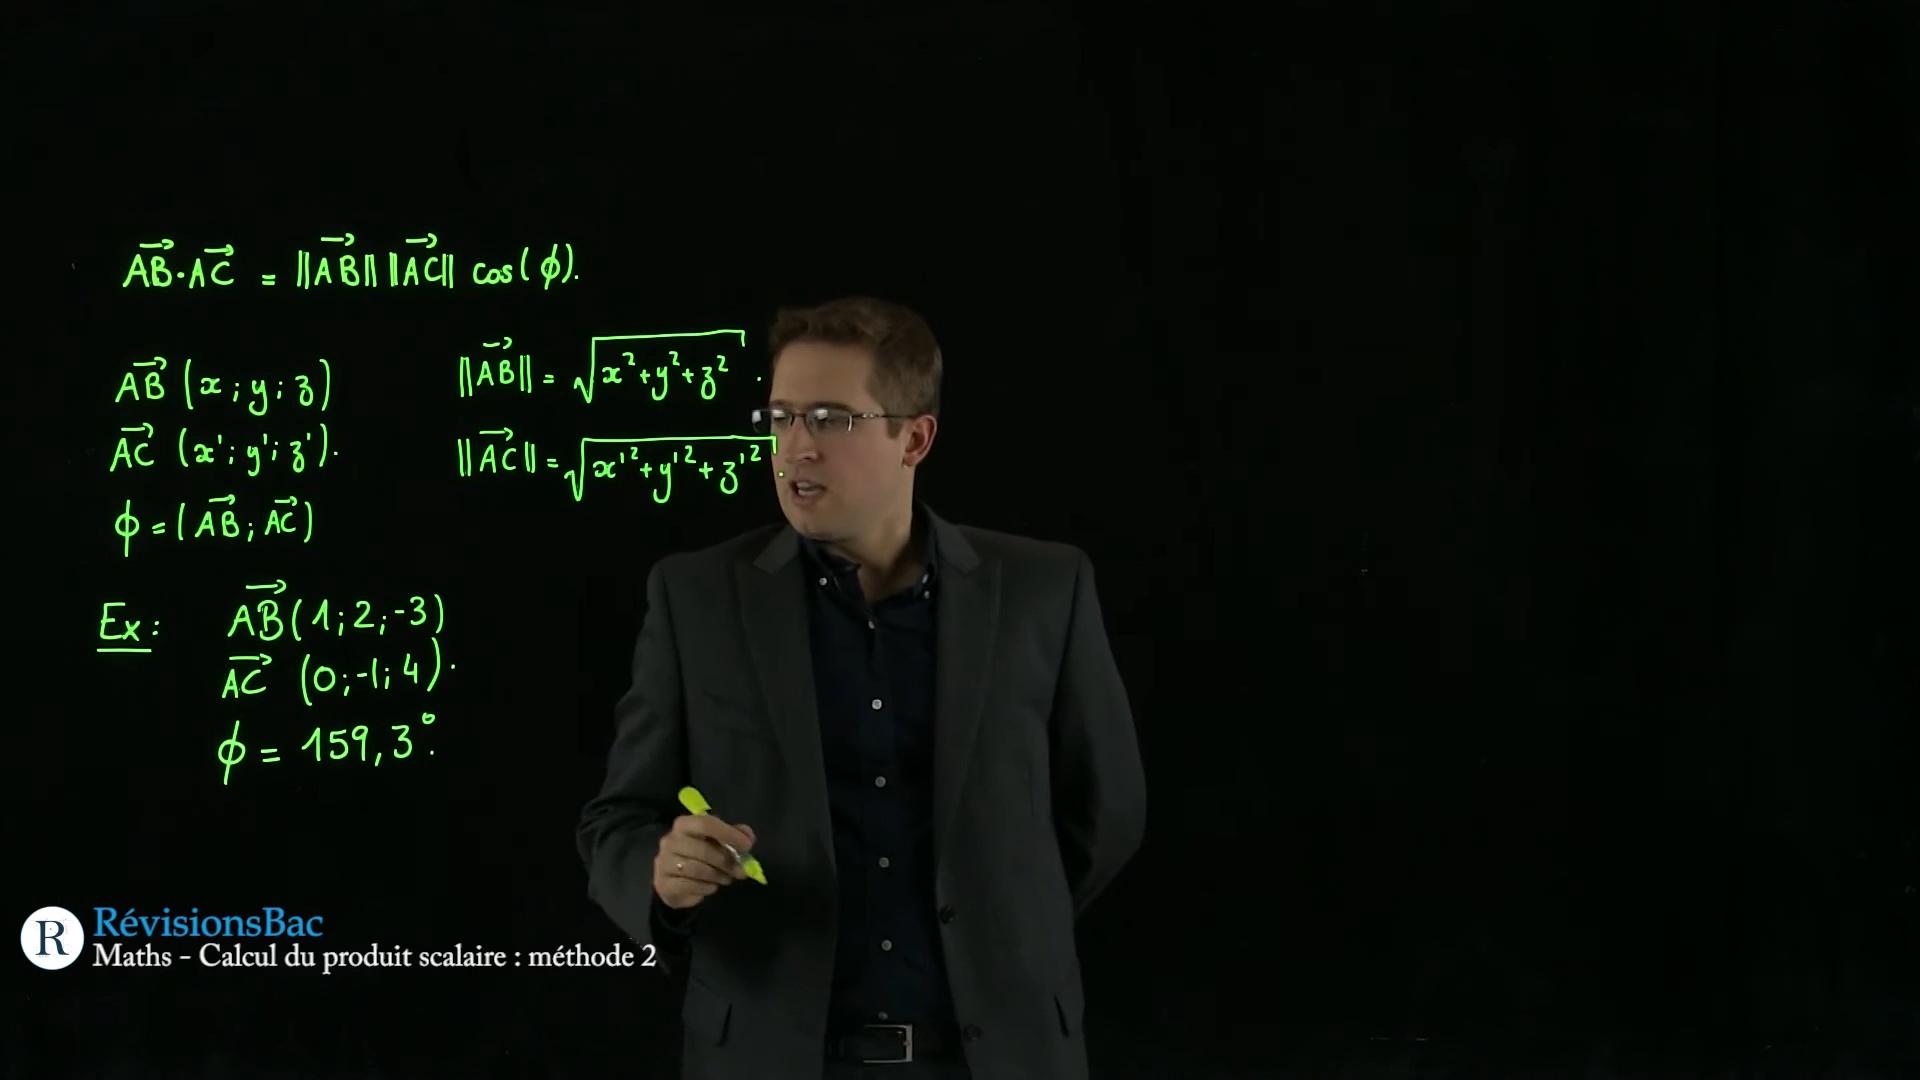 AB⃗·AC⃗ = ||AB⃗|| ||AC⃗|| cos(ϕ).
AB⃗ (x ; y ; z)
AC⃗ (x' ; y' ; z').
ϕ = (AB⃗ ; AC⃗)
||AB⃗|| = √(x² + y² + z²).
||AC⃗|| = √(x'² + y'² + z'²).
Ex :
AB⃗ (1 ; 2 ; -3)
AC⃗ (0 ; -1 ; 4).
ϕ = 159,3°.
R
RévisionsBac
Maths - Calcul du produit scalaire : méthode 2